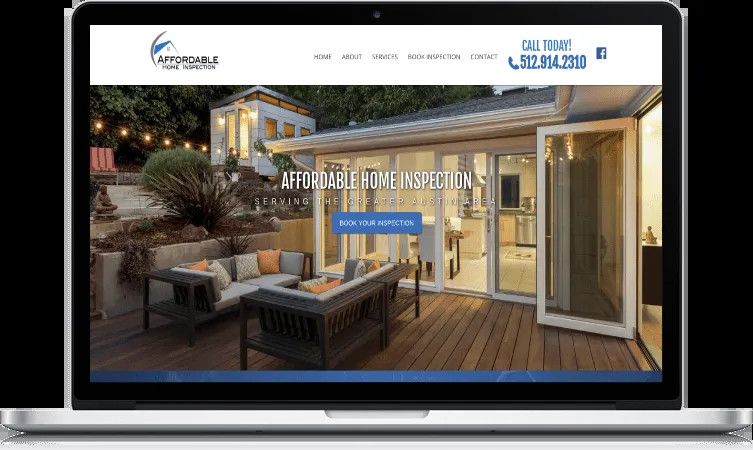 AFFORDABLE
HOME INSPECTION
HOME ABOUT SERVICES BOOK INSPECTION CONTACT
CALL TODAY!
512.914.2310
AFFORDABLE HOME INSPECTION
SERVING THE GREATER AUSTIN AREA
BOOK YOUR INSPECTION